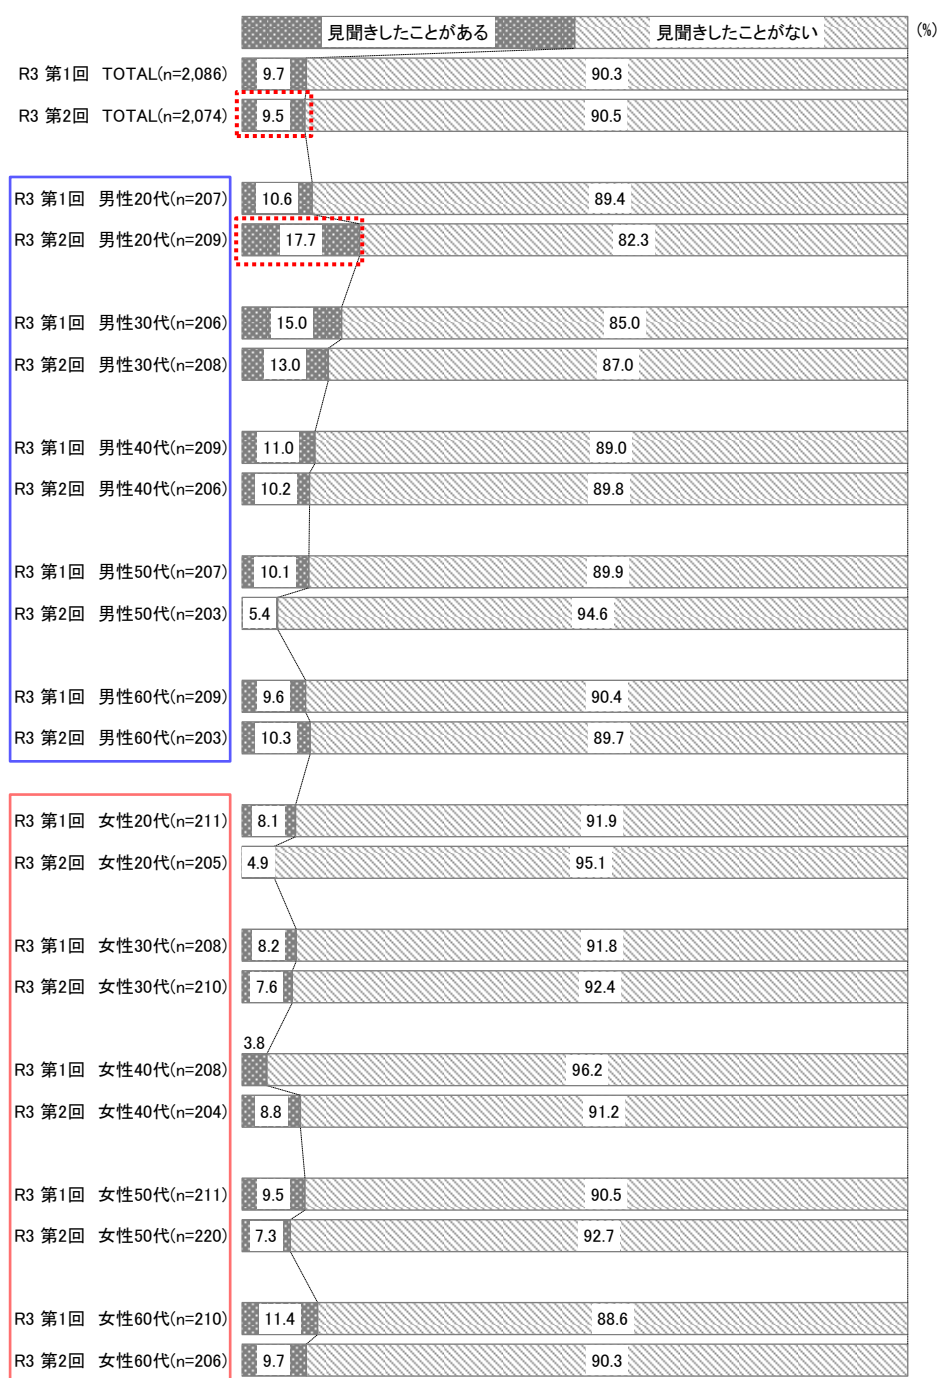 見聞きしたことがある 見聞きしたことがない (%)
R3 第1回 TOTAL(n=2,086) 9.7 90.3
R3 第2回 TOTAL(n=2,074) 9.5 90.5
R3 第1回 男性20代(n=207) 10.6 89.4
R3 第2回 男性20代(n=209) 17.7 82.3
R3 第1回 男性30代(n=206) 15.0 85.0
R3 第2回 男性30代(n=208) 13.0 87.0
R3 第1回 男性40代(n=209) 11.0 89.0
R3 第2回 男性40代(n=206) 10.2 89.8
R3 第1回 男性50代(n=207) 10.1 89.9
R3 第2回 男性50代(n=203) 5.4 94.6
R3 第1回 男性60代(n=209) 9.6 90.4
R3 第2回 男性60代(n=203) 10.3 89.7
R3 第1回 女性20代(n=211) 8.1 91.9
R3 第2回 女性20代(n=205) 4.9 95.1
R3 第1回 女性30代(n=208) 8.2 91.8
R3 第2回 女性30代(n=210) 7.6 92.4
R3 第1回 女性40代(n=208) 3.8 96.2
R3 第2回 女性40代(n=204) 8.8 91.2
R3 第1回 女性50代(n=211) 9.5 90.5
R3 第2回 女性50代(n=220) 7.3 92.7
R3 第1回 女性60代(n=210) 11.4 88.6
R3 第2回 女性60代(n=206) 9.7 90.3